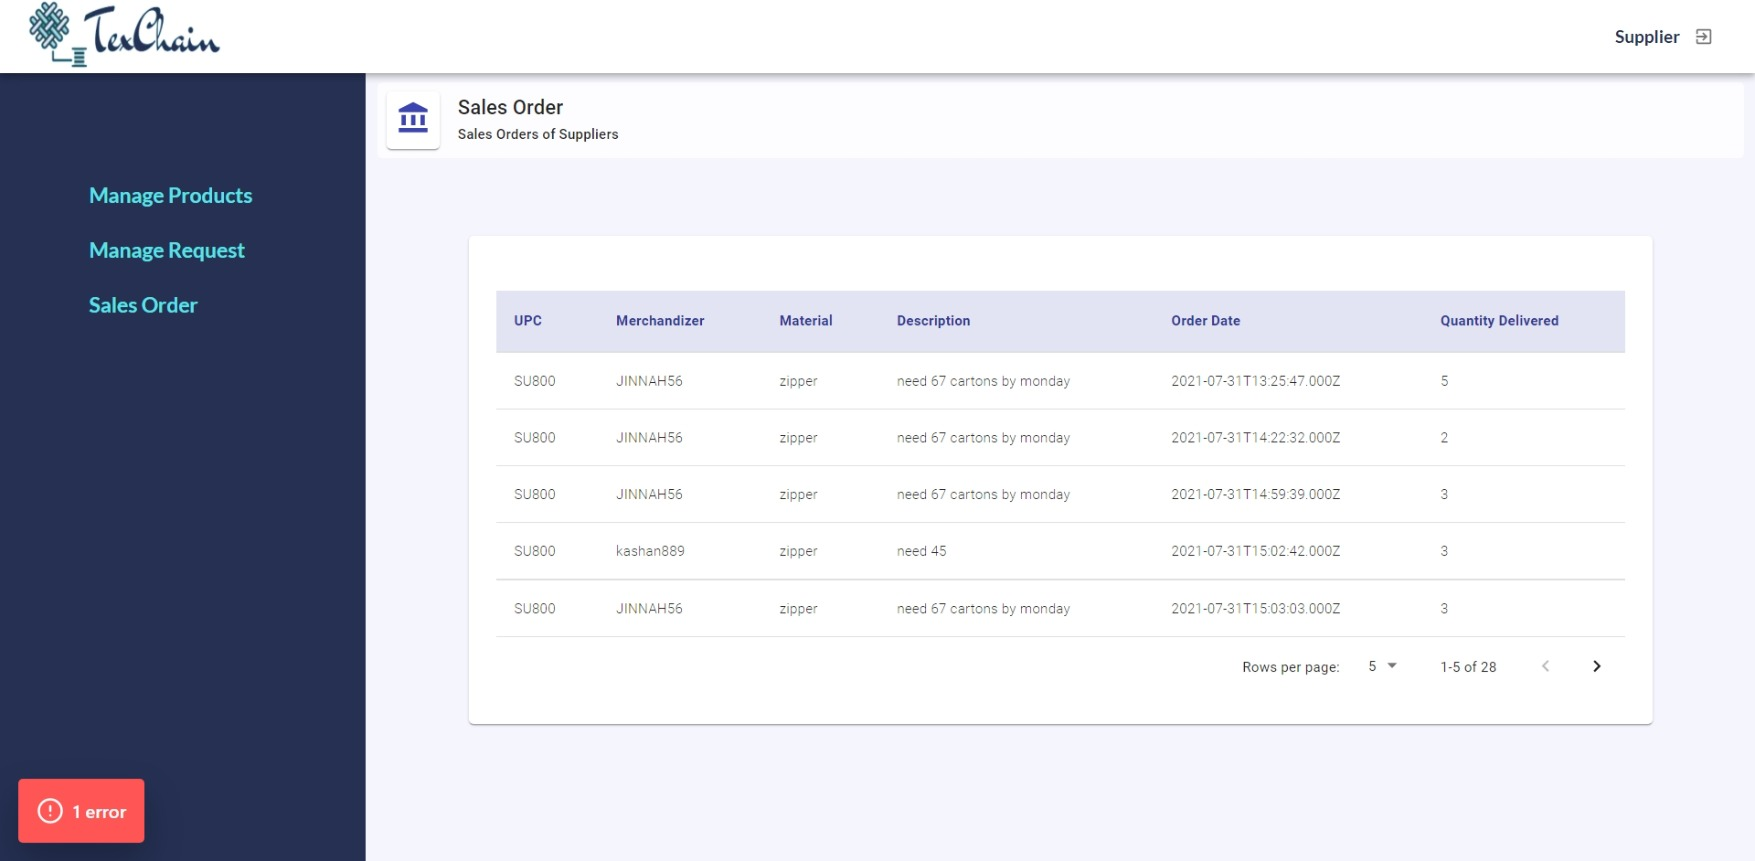 TexChain
Supplier
Sales Order
Sales Orders of Suppliers
Manage Products
Manage Request
Sales Order
UPC Merchandizer Material Description Order Date Quantity Delivered
SU800 JINNAH56 zipper need 67 cartons by monday 2021-07-31T13:25:47.000Z 5
SU800 JINNAH56 zipper need 67 cartons by monday 2021-07-31T14:22:32.000Z 2
SU800 JINNAH56 zipper need 67 cartons by monday 2021-07-31T14:59:39.000Z 3
SU800 kashan889 zipper need 45 2021-07-31T15:02:42.000Z 3
SU800 JINNAH56 zipper need 67 cartons by monday 2021-07-31T15:03:03.000Z 3
Rows per page: 5 1-5 of 28
1 error